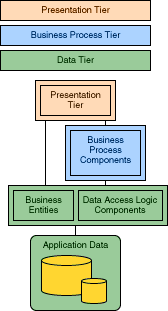 Presentation Tier
Business Process Tier
Data Tier
Presentation
Tier
Business
Process
Components
Business
Entities
Data Access Logic
Components
Application Data